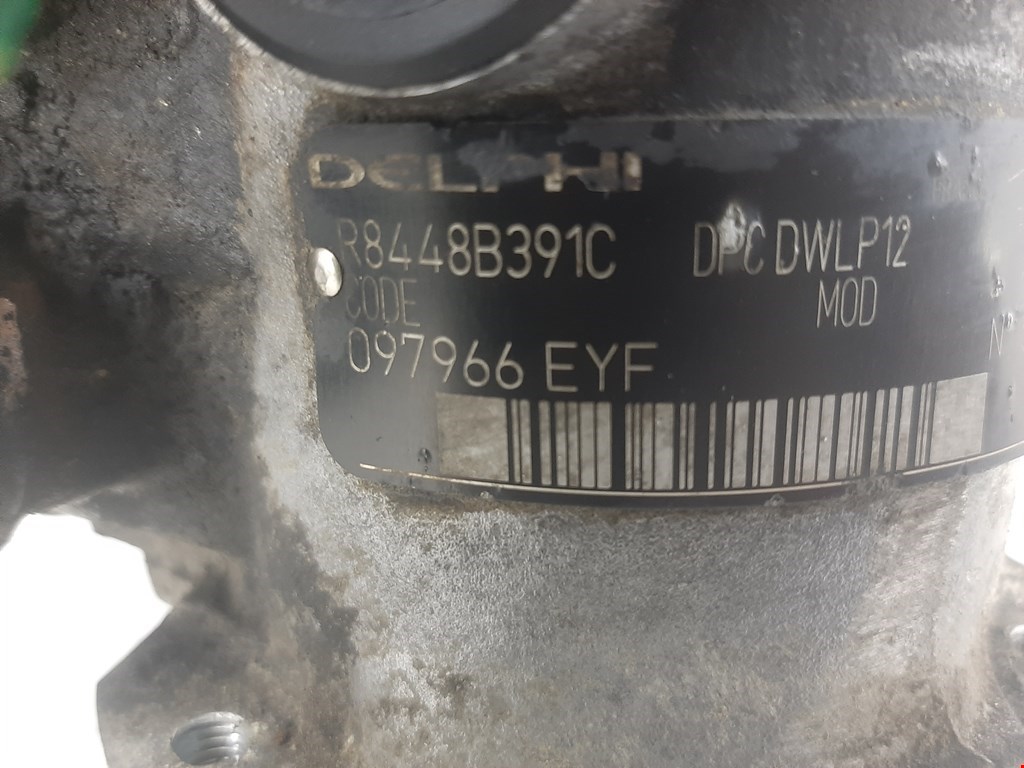 DELPHI
R8448B391C DPC DWLP12
CODE MOD
097966 EYF